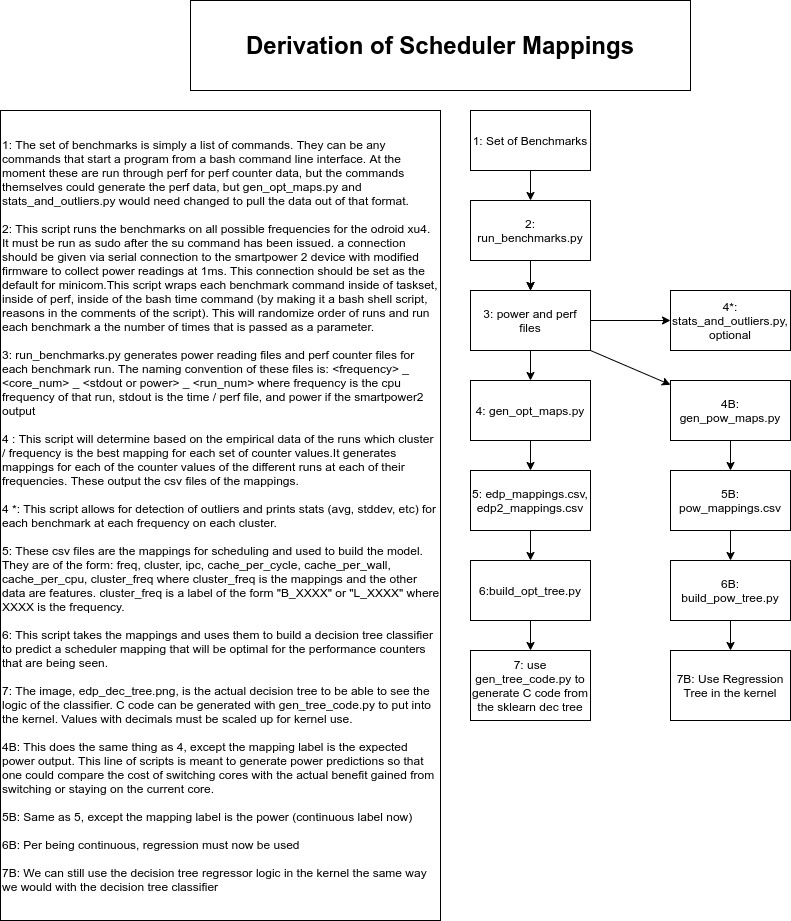 Derivation of Scheduler Mappings
1: The set of benchmarks is simply a list of commands. They can be any
commands that start a program from a bash command line interface. At the
moment these are run through perf for perf counter data, but the commands
themselves could generate the perf data, but gen_opt_maps.py and
stats_and_outliers.py would need changed to pull the data out of that format.
2: This script runs the benchmarks on all possible frequencies for the odroid xu4.
It must be run as sudo after the su command has been issued. a connection
should be given via serial connection to the smartpower 2 device with modified
firmware to collect power readings at 1ms. This connection should be set as the
default for minicom.This script wraps each benchmark command inside of taskset,
inside of perf, inside of the bash time command (by making it a bash shell script,
reasons in the comments of the script). This will randomize order of runs and run
each benchmark a the number of times that is passed as a parameter.
3: run_benchmarks.py generates power reading files and perf counter files for
each benchmark run. The naming convention of these files is: <frequency> _
<core_num> _ <stdout or power> _ <run_num> where frequency is the cpu
frequency of that run, stdout is the time / perf file, and power if the smartpower2
output
4 : This script will determine based on the empirical data of the runs which cluster
/ frequency is the best mapping for each set of counter values.It generates
mappings for each of the counter values of the different runs at each of their
frequencies. These output the csv files of the mappings.
4 *: This script allows for detection of outliers and prints stats (avg, stddev, etc) for
each benchmark at each frequency on each cluster.
5: These csv files are the mappings for scheduling and used to build the model.
They are of the form: freq, cluster, ipc, cache_per_cycle, cache_per_wall,
cache_per_cpu, cluster_freq where cluster_freq is the mappings and the other
data are features. cluster_freq is a label of the form "B_XXXX" or "L_XXXX" where
XXXX is the frequency.
6: This script takes the mappings and uses them to build a decision tree classifier
to predict a scheduler mapping that will be optimal for the performance counters
that are being seen.
7: The image, edp_dec_tree.png, is the actual decision tree to be able to see the
logic of the classifier. C code can be generated with gen_tree_code.py to put into
the kernel. Values with decimals must be scaled up for kernel use.
4B: This does the same thing as 4, except the mapping label is the expected
power output. This line of scripts is meant to generate power predictions so that
one could compare the cost of switching cores with the actual benefit gained from
switching or staying on the current core.
5B: Same as 5, except the mapping label is the power (continuous label now)
6B: Per being continuous, regression must now be used
7B: We can still use the decision tree regressor logic in the kernel the same way
we would with the decision tree classifier
1: Set of Benchmarks
2:
run_benchmarks.py
3: power and perf
files
4*:
stats_and_outliers.py,
optional
4: gen_opt_maps.py
4B:
gen_pow_maps.py
5: edp_mappings.csv,
edp2_mappings.csv
5B:
pow_mappings.csv
6:build_opt_tree.py
6B:
build_pow_tree.py
7: use
gen_tree_code.py to
generate C code from
the sklearn dec tree
7B: Use Regression
Tree in the kernel